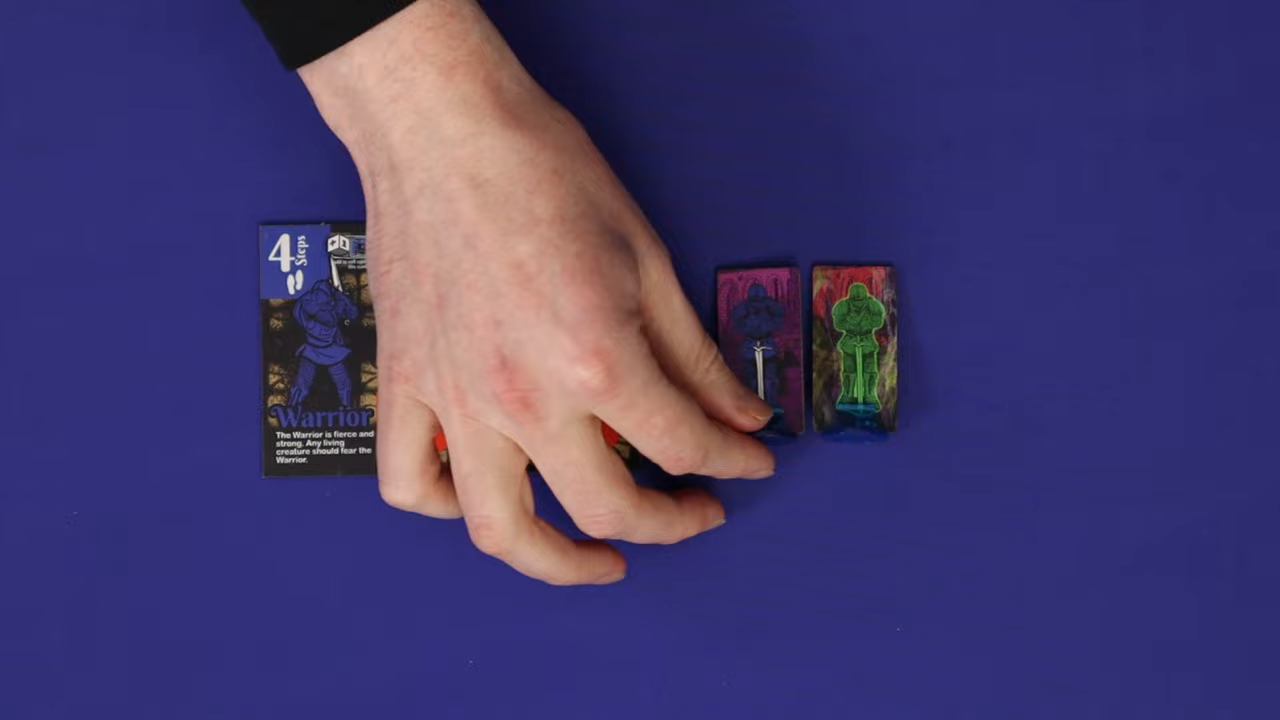 4
Steps
Warrior
The Warrior is fierce and
strong. Any living
creature should fear the
Warrior.